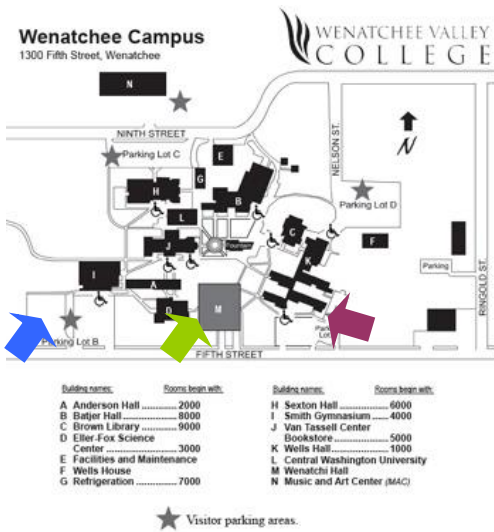 Wenatchee Campus
1300 Fifth Street, Wenatchee
WENATCHEE VALLEY
COLLEGE
N
NINTH STREET
Parking Lot C
E
G
H
B
L
NELSON ST.
N
Parking Lot D
C
F
J
Fountain
K
I
A
D
M
Parking
RINGOLD ST.
Parking Lot B
Parking
Lot
FIFTH STREET
Building names: Rooms begin with:
A Anderson Hall ............ 2000
B Batjer Hall ................. 8000
C Brown Library ............ 9000
D Eller-Fox Science
Center ..................... 3000
E Facilities and Maintenance
F Wells House
G Refrigeration ............. 7000
Building names: Rooms begin with:
H Sexton Hall ................ 6000
I Smith Gymnasium ...... 4000
J Van Tassell Center
Bookstore ................ 5000
K Wells Hall .................. 1000
L Central Washington University
M Wenatchi Hall
N Music and Art Center (MAC)
Visitor parking areas.